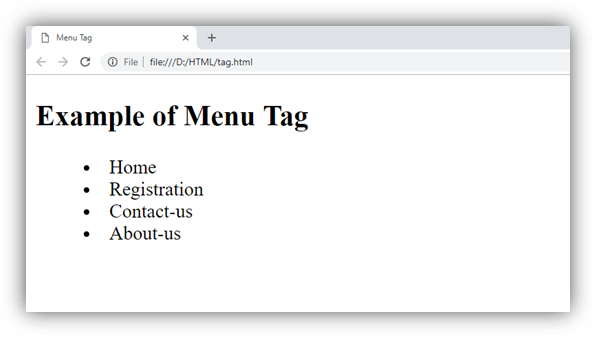 Menu Tag
File file:///D:/HTML/tag.html
Example of Menu Tag
Home
Registration
Contact-us
About-us